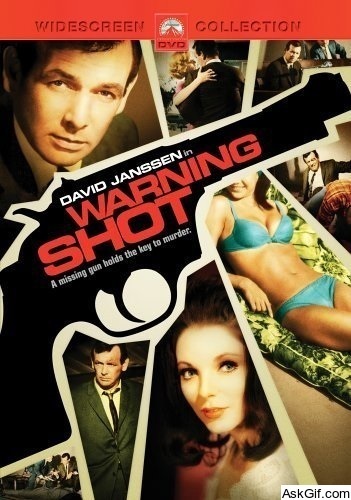 WIDESCREEN COLLECTION
DVD
DAVID JANSSEN in
WARNING
SHOT
A missing gun holds the key to murder.
AskGif.com